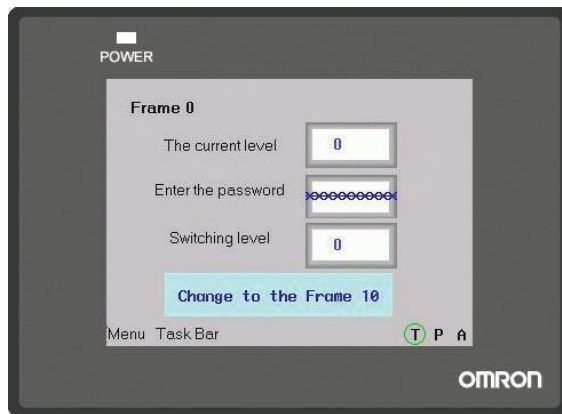 POWER
Frame 0
The current level 0
Enter the password
Switching level 0
Change to the Frame 10
Menu Task Bar T P A
OMRON